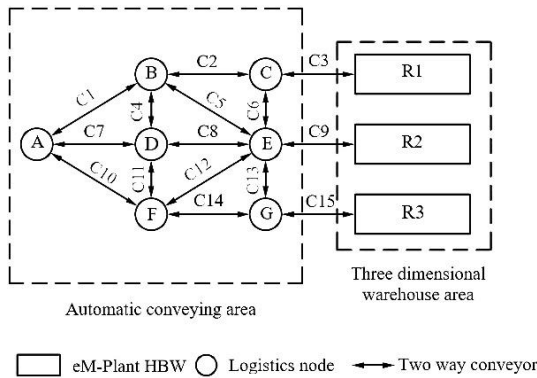 C2
C3
B
C
R1
C1
C4
C5
C6
C7
C8
C9
A
D
E
R2
C10
C11
C12
C13
C14
C15
F
G
R3
Three dimensional
warehouse area
Automatic conveying area
eM-Plant HBW
Logistics node
Two way conveyor